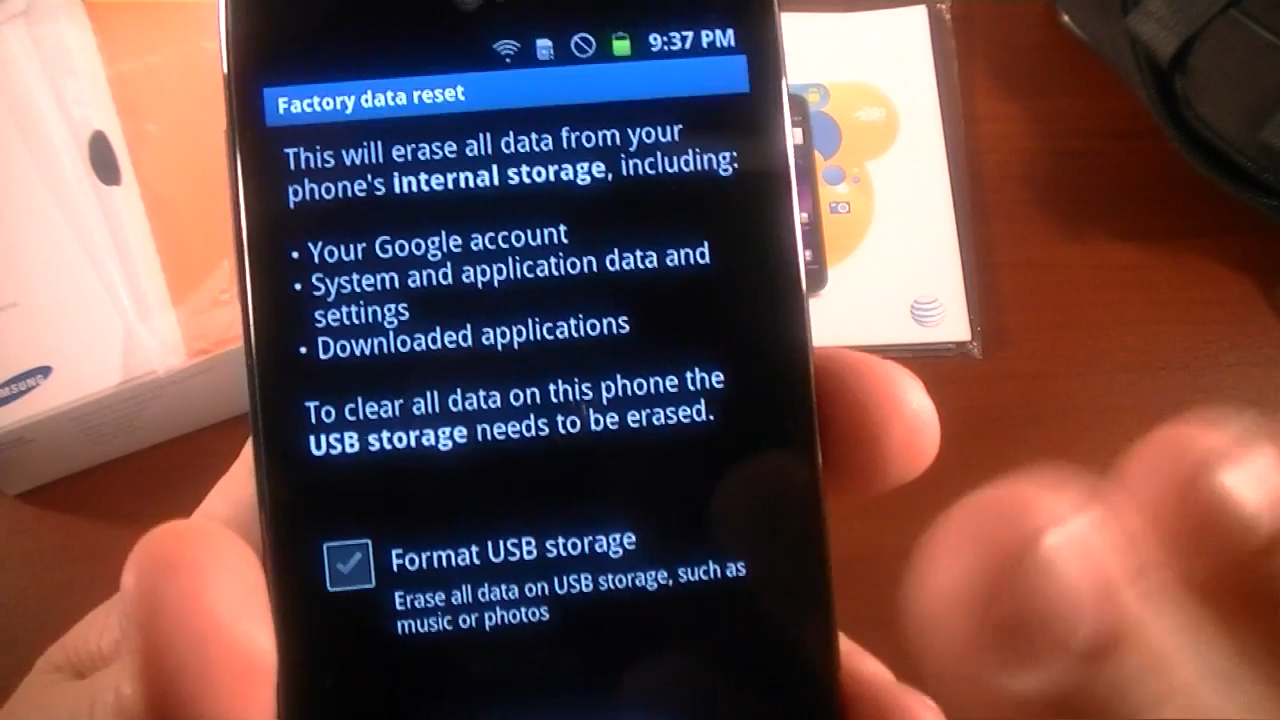 9:37 PM
Factory data reset
This will erase all data from your
phone's internal storage, including:
• Your Google account
• System and application data and
settings
• Downloaded applications
To clear all data on this phone the
USB storage needs to be erased.
Format USB storage
Erase all data on USB storage, such as
music or photos
MSUNG